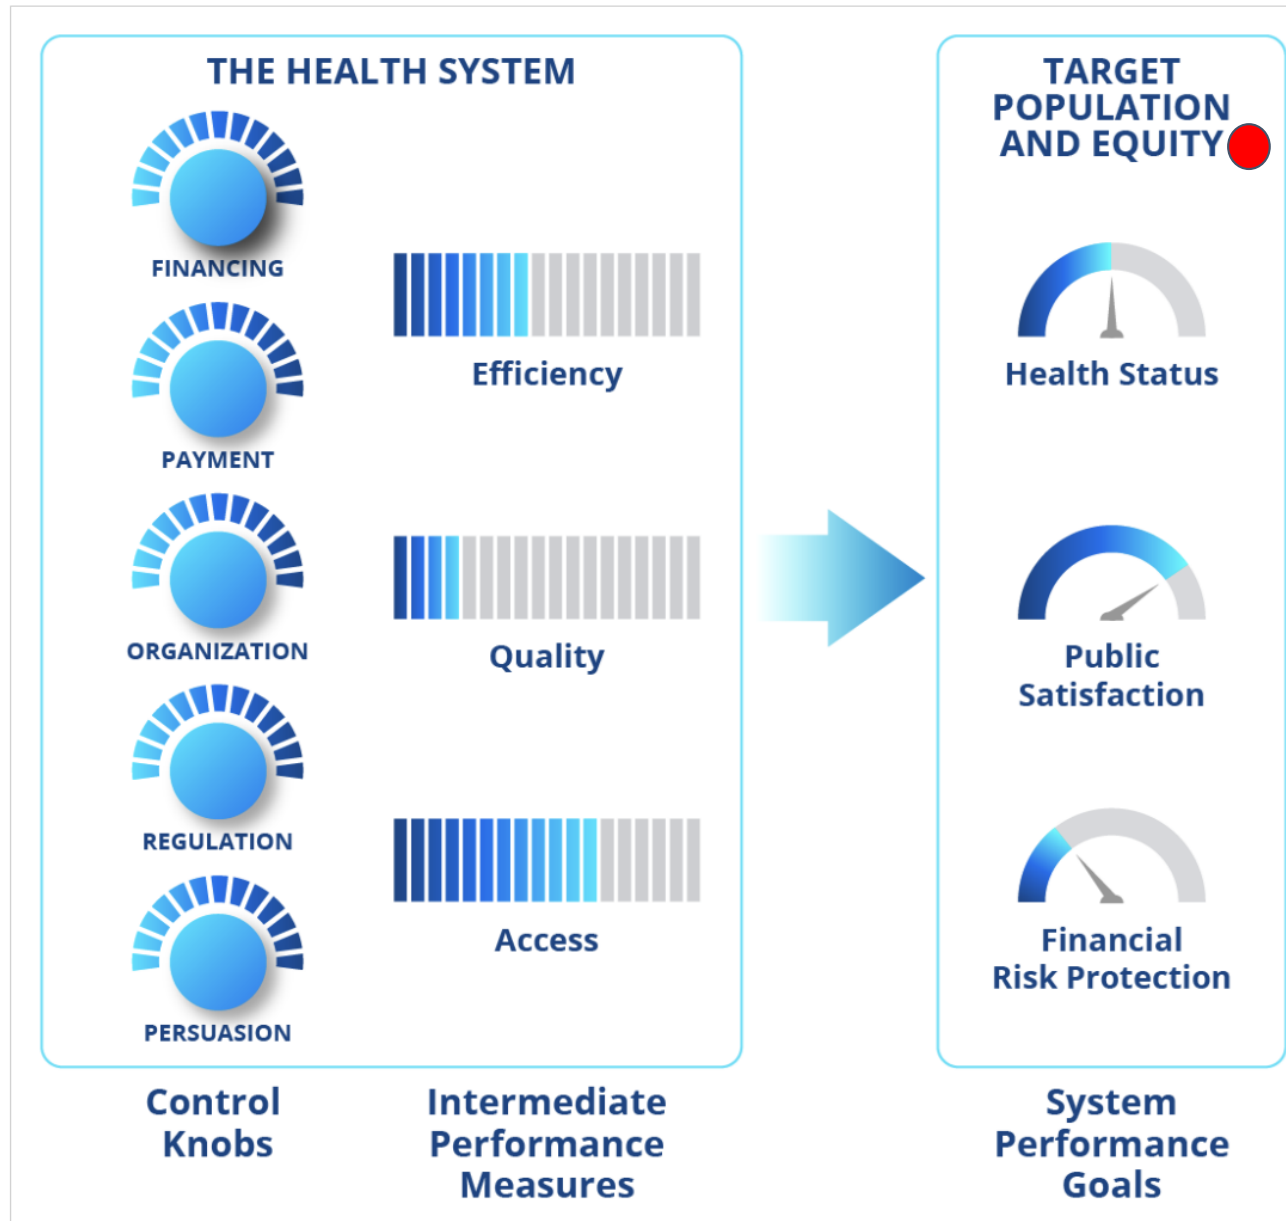 THE HEALTH SYSTEM
FINANCING
PAYMENT
ORGANIZATION
REGULATION
PERSUASION
Efficiency
Quality
Access
TARGET
POPULATION
AND EQUITY
Health Status
Public
Satisfaction
Financial
Risk Protection
Control
Knobs
Intermediate
Performance
Measures
System
Performance
Goals